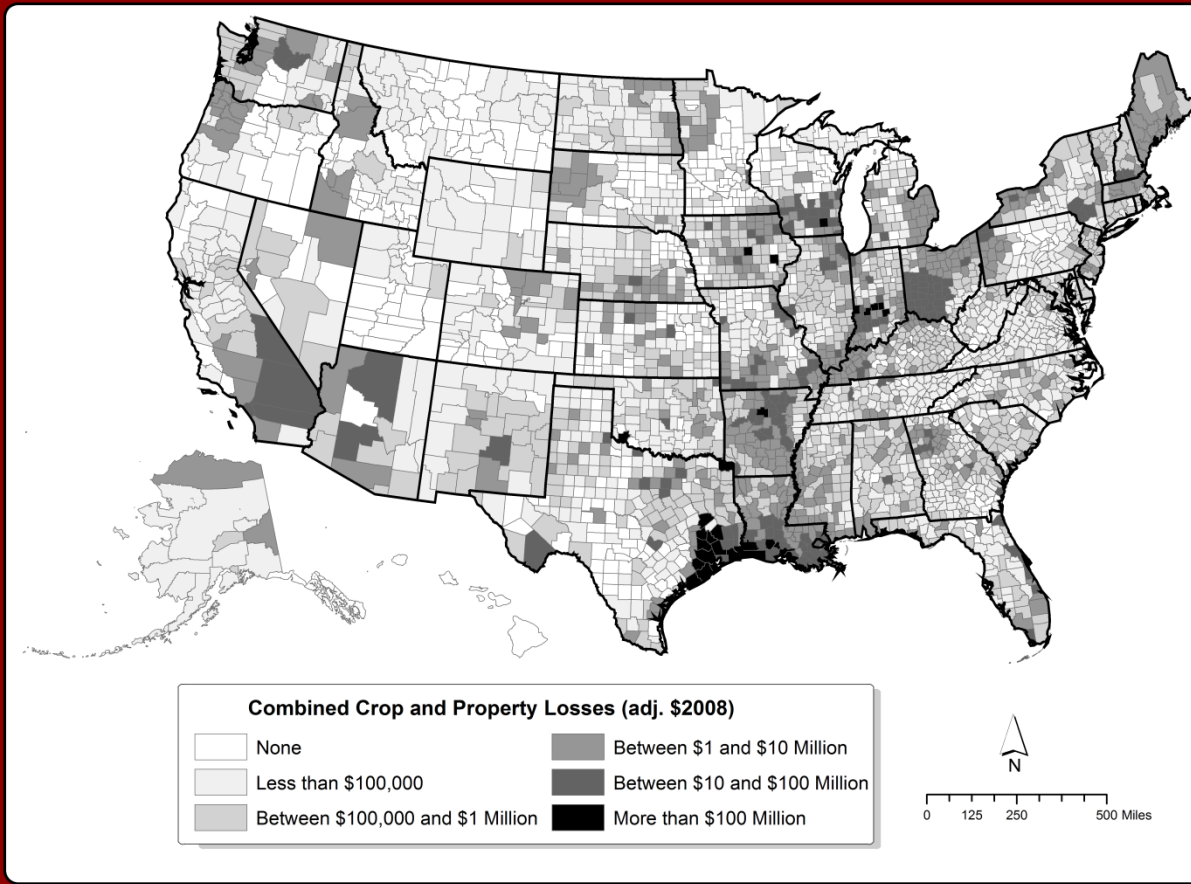 Combined Crop and Property Losses (adj. $2008)
None
Less than $100,000
Between $100,000 and $1 Million
Between $1 and $10 Million
Between $10 and $100 Million
More than $100 Million
N
0 125 250 500 Miles